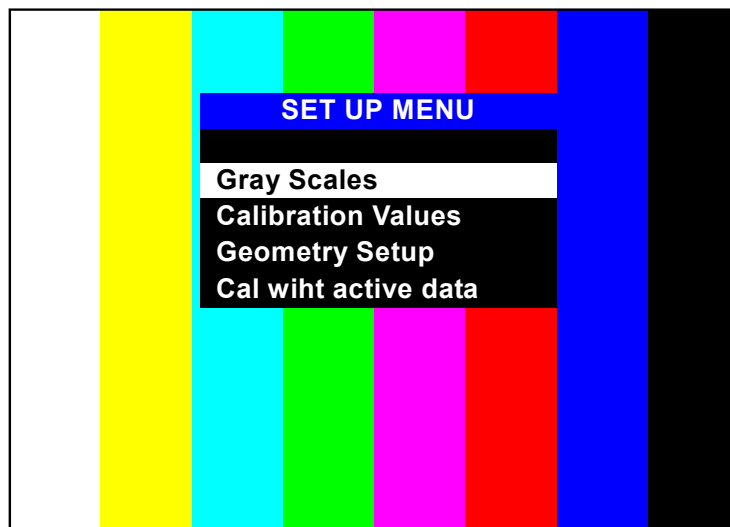 SET UP MENU
Gray Scales
Calibration Values
Geometry Setup
Cal wiht active data